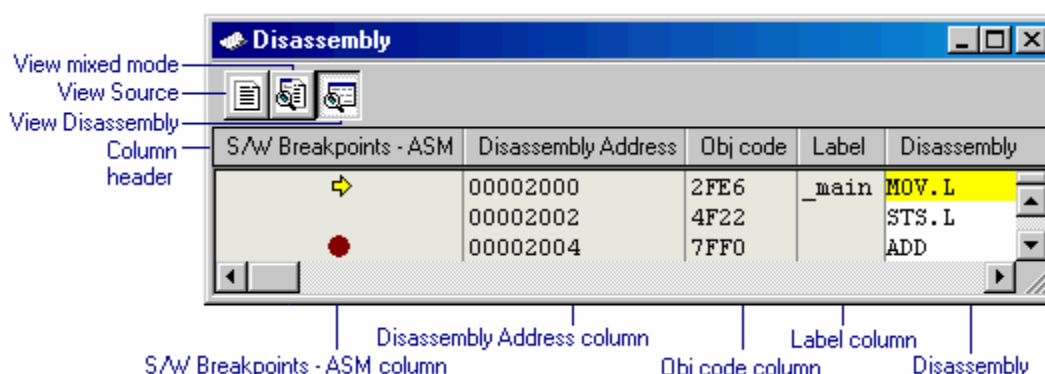 Disassembly
View mixed mode
View Source
View Disassembly
Column header
S/W Breakpoints - ASM Disassembly Address Obj code Label Disassembly
00002000 2FE6 _main MOV.L
00002002 4F22 STS.L
00002004 7FF0 ADD
Disassembly Address column
Label column
S/W Breakpoints - ASM column
Obj code column
Disassembly